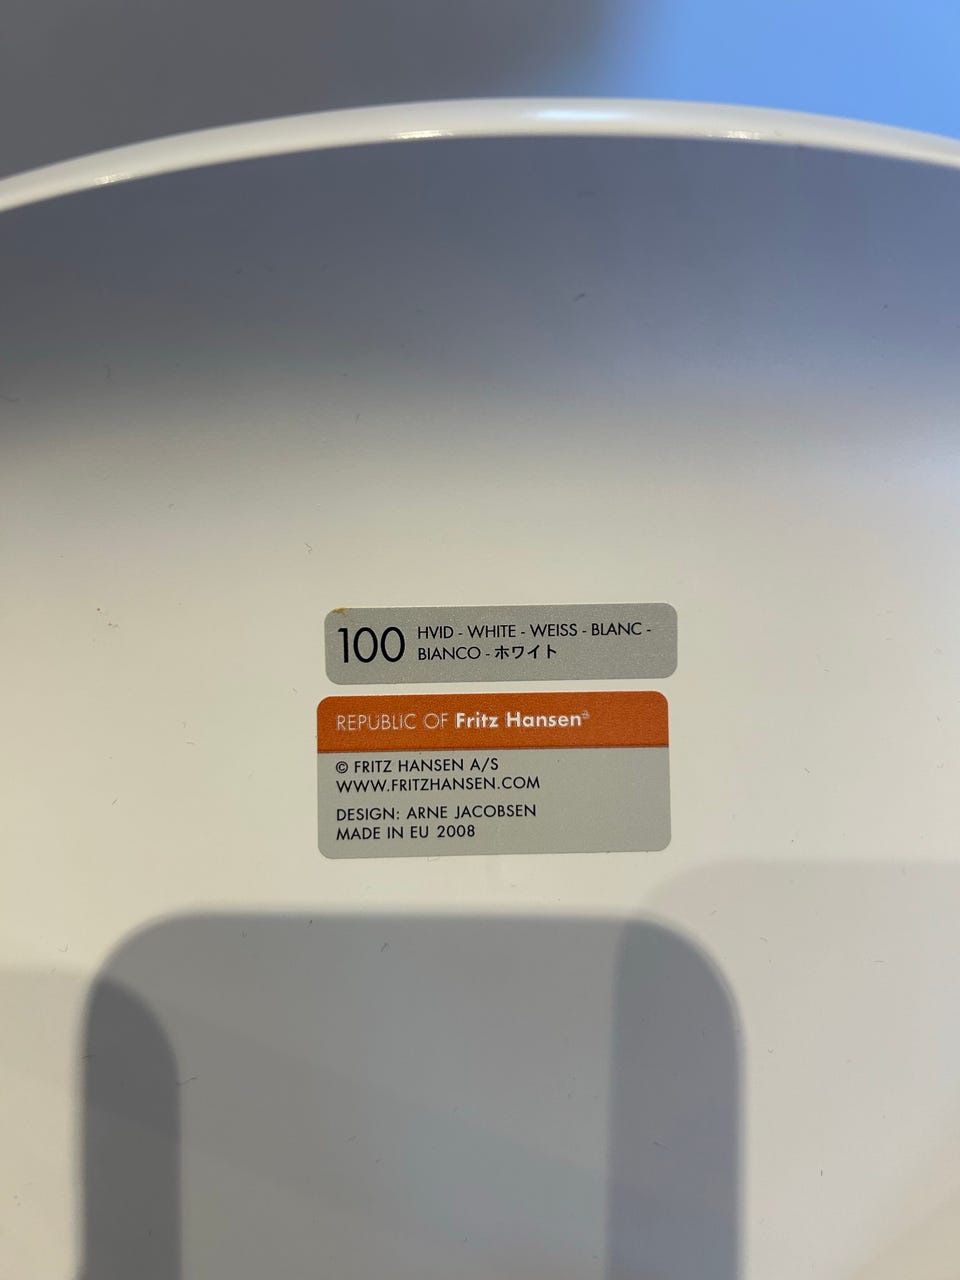 100 HVID - WHITE - WEISS - BLANC -
BIANCO - ホワイト
REPUBLIC OF Fritz Hansen®
© FRITZ HANSEN A/S
WWW.FRITZHANSEN.COM
DESIGN: ARNE JACOBSEN
MADE IN EU 2008